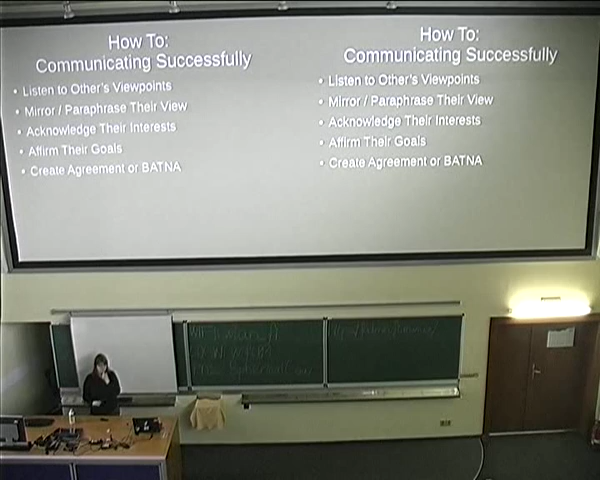 How To:
Communicating Successfully
• Listen to Other's Viewpoints
• Mirror / Paraphrase Their View
• Acknowledge Their Interests
• Affirm Their Goals
• Create Agreement or BATNA
How To:
Communicating Successfully
• Listen to Other's Viewpoints
• Mirror / Paraphrase Their View
• Acknowledge Their Interests
• Affirm Their Goals
• Create Agreement or BATNA